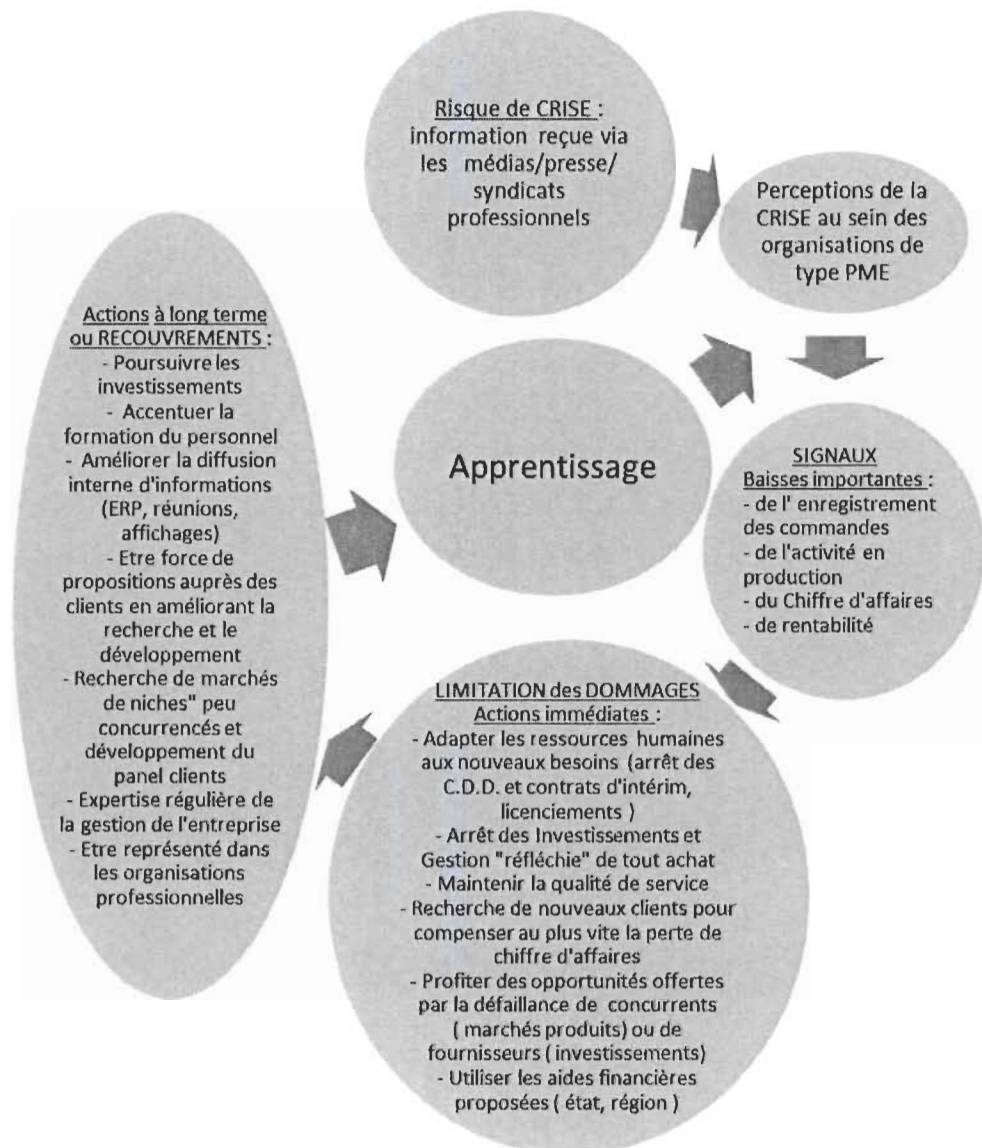 Risque de CRISE :
information reçue via
les médias/presse/
syndicats
professionnels
Perceptions de la
CRISE au sein des
organisations de
type PME
SIGNAUX
Baisses importantes :
- de l' enregistrement
des commandes
- de l'activité en
production
- du Chiffre d'affaires
- de rentabilité
LIMITATION des DOMMAGES
Actions immédiates :
- Adapter les ressources humaines
aux nouveaux besoins (arrêt des
C.D.D. et contrats d'intérim,
licenciements )
- Arrêt des Investissements et
Gestion "réfléchie" de tout achat
- Maintenir la qualité de service
- Recherche de nouveaux clients pour
compenser au plus vite la perte de
chiffre d'affaires
- Profiter des opportunités offertes
par la défaillance de concurrents
( marchés produits) ou de
fournisseurs ( investissements)
- Utiliser les aides financières
proposées ( état, région )
Actions à long terme
ou RECOUVREMENTS :
- Poursuivre les
investissements
- Accentuer la
formation du personnel
- Améliorer la diffusion
interne d'informations
(ERP, réunions,
affichages)
- Etre force de
propositions auprès des
clients en améliorant la
recherche et le
développement
- Recherche de marchés
de niches" peu
concurrencés et
développement du
panel clients
- Expertise régulière de
la gestion de l'entreprise
- Etre représenté dans
les organisations
professionnelles
Apprentissage